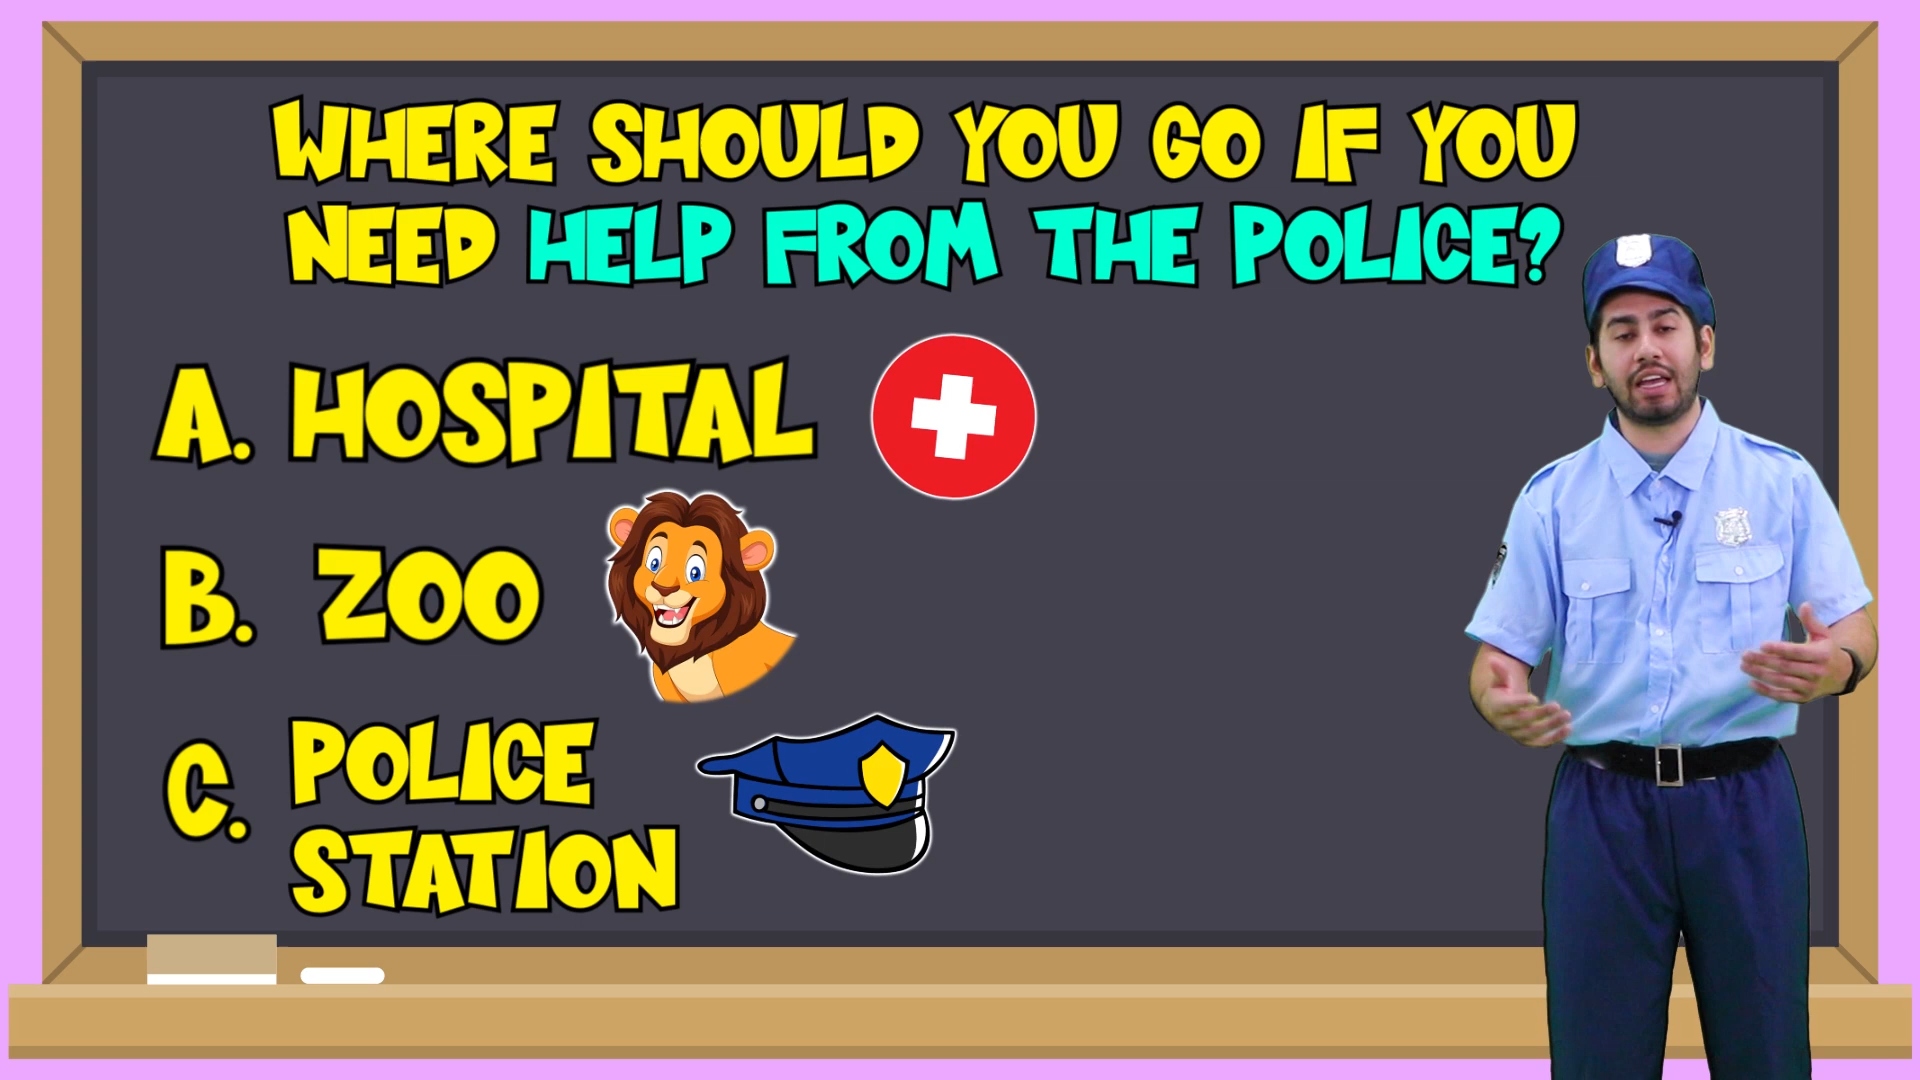 WHERE SHOULD YOU GO IF YOU
NEED HELP FROM THE POLICE?
A. HOSPITAL
B. ZOO
C. POLICE
STATION